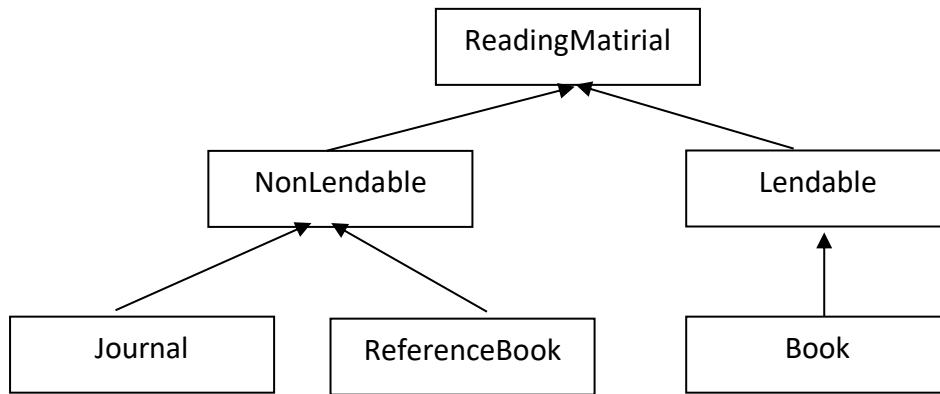 ReadingMatirial
NonLendable
Lendable
Journal
ReferenceBook
Book